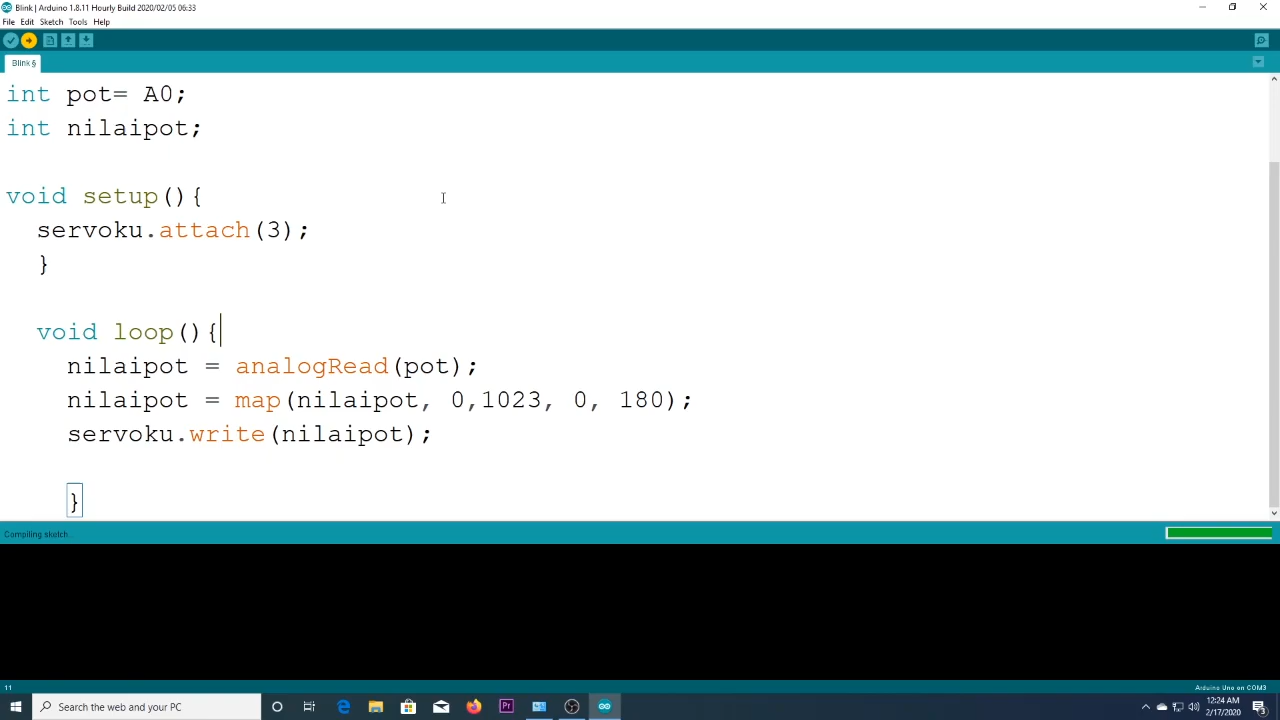 Blink | Arduino 1.8.11 Hourly Build 2020/02/05 06:33
File Edit Sketch Tools Help
Blink §
int pot= A0;
int nilaipot;
void setup(){
servoku.attach(3);
}
void loop(){
nilaipot = analogRead(pot);
nilaipot = map(nilaipot, 0,1023, 0, 180);
servoku.write(nilaipot);
}
Compiling sketch...
11
Arduino Uno on COM3
Search the web and your PC
Pr
12:24 AM
2/17/2020
3